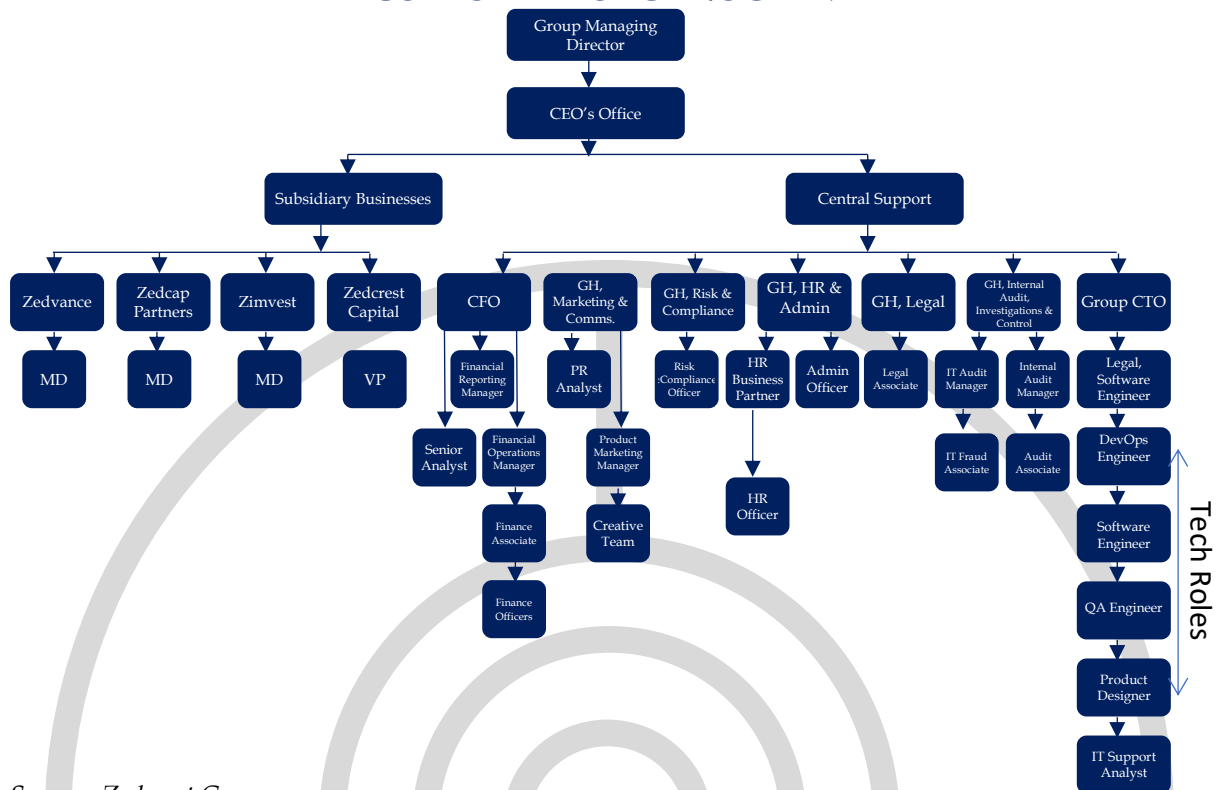 Group Managing
Director
CEO's Office
Subsidiary Businesses
Central Support
Zedvance
Zedcap
Partners
Zimvest
Zedcrest
Capital
CFO
GH,
Marketing &
Comms.
GH, Risk &
Compliance
GH, HR &
Admin
GH, Legal
GH, Internal
Audit,
Investigations &
Control
Group CTO
MD
MD
MD
VP
Financial
Reporting
Manager
PR
Analyst
Risk
:Compliance
Officer
HR
Business
Partner
Admin
Officer
Legal
Associate
IT Audit
Manager
Internal
Audit
Manager
Legal,
Software
Engineer
Senior
Analyst
Financial
Operations
Manager
Product
Marketing
Manager
IT Fraud
Associate
Audit
Associate
DevOps
Engineer
HR
Officer
Finance
Associate
Creative
Team
Software
Engineer
Tech Roles
Finance
Officers
QA Engineer
Product
Designer
IT Support
Analyst